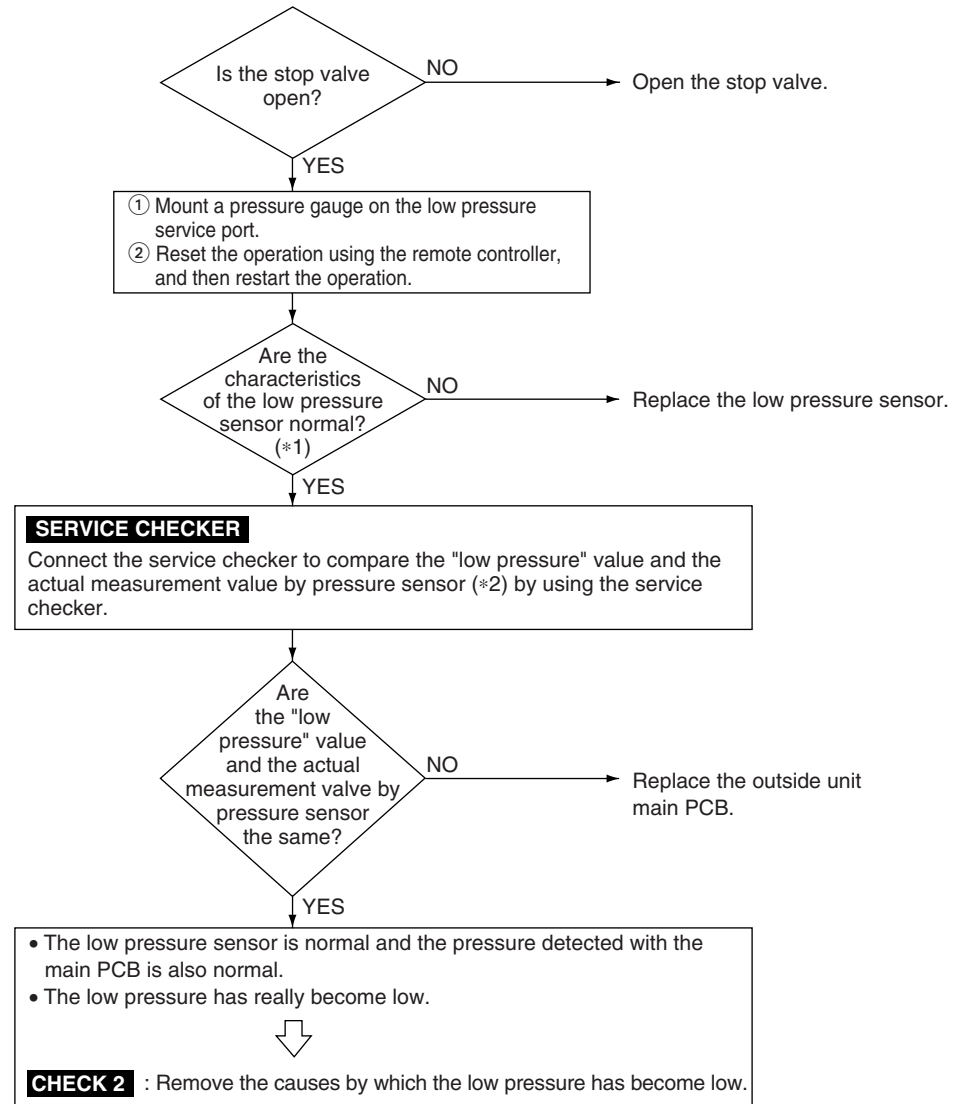 Is the stop valve
open?
NO
Open the stop valve.
YES
① Mount a pressure gauge on the low pressure
service port.
② Reset the operation using the remote controller,
and then restart the operation.
Are the
characteristics
of the low pressure
sensor normal?
(*1)
NO
Replace the low pressure sensor.
YES
SERVICE CHECKER
Connect the service checker to compare the "low pressure" value and the
actual measurement value by pressure sensor (*2) by using the service
checker.
Are
the "low
pressure" value
and the actual
measurement valve by
pressure sensor
the same?
NO
Replace the outside unit
main PCB.
YES
• The low pressure sensor is normal and the pressure detected with the
main PCB is also normal.
• The low pressure has really become low.
CHECK 2 : Remove the causes by which the low pressure has become low.